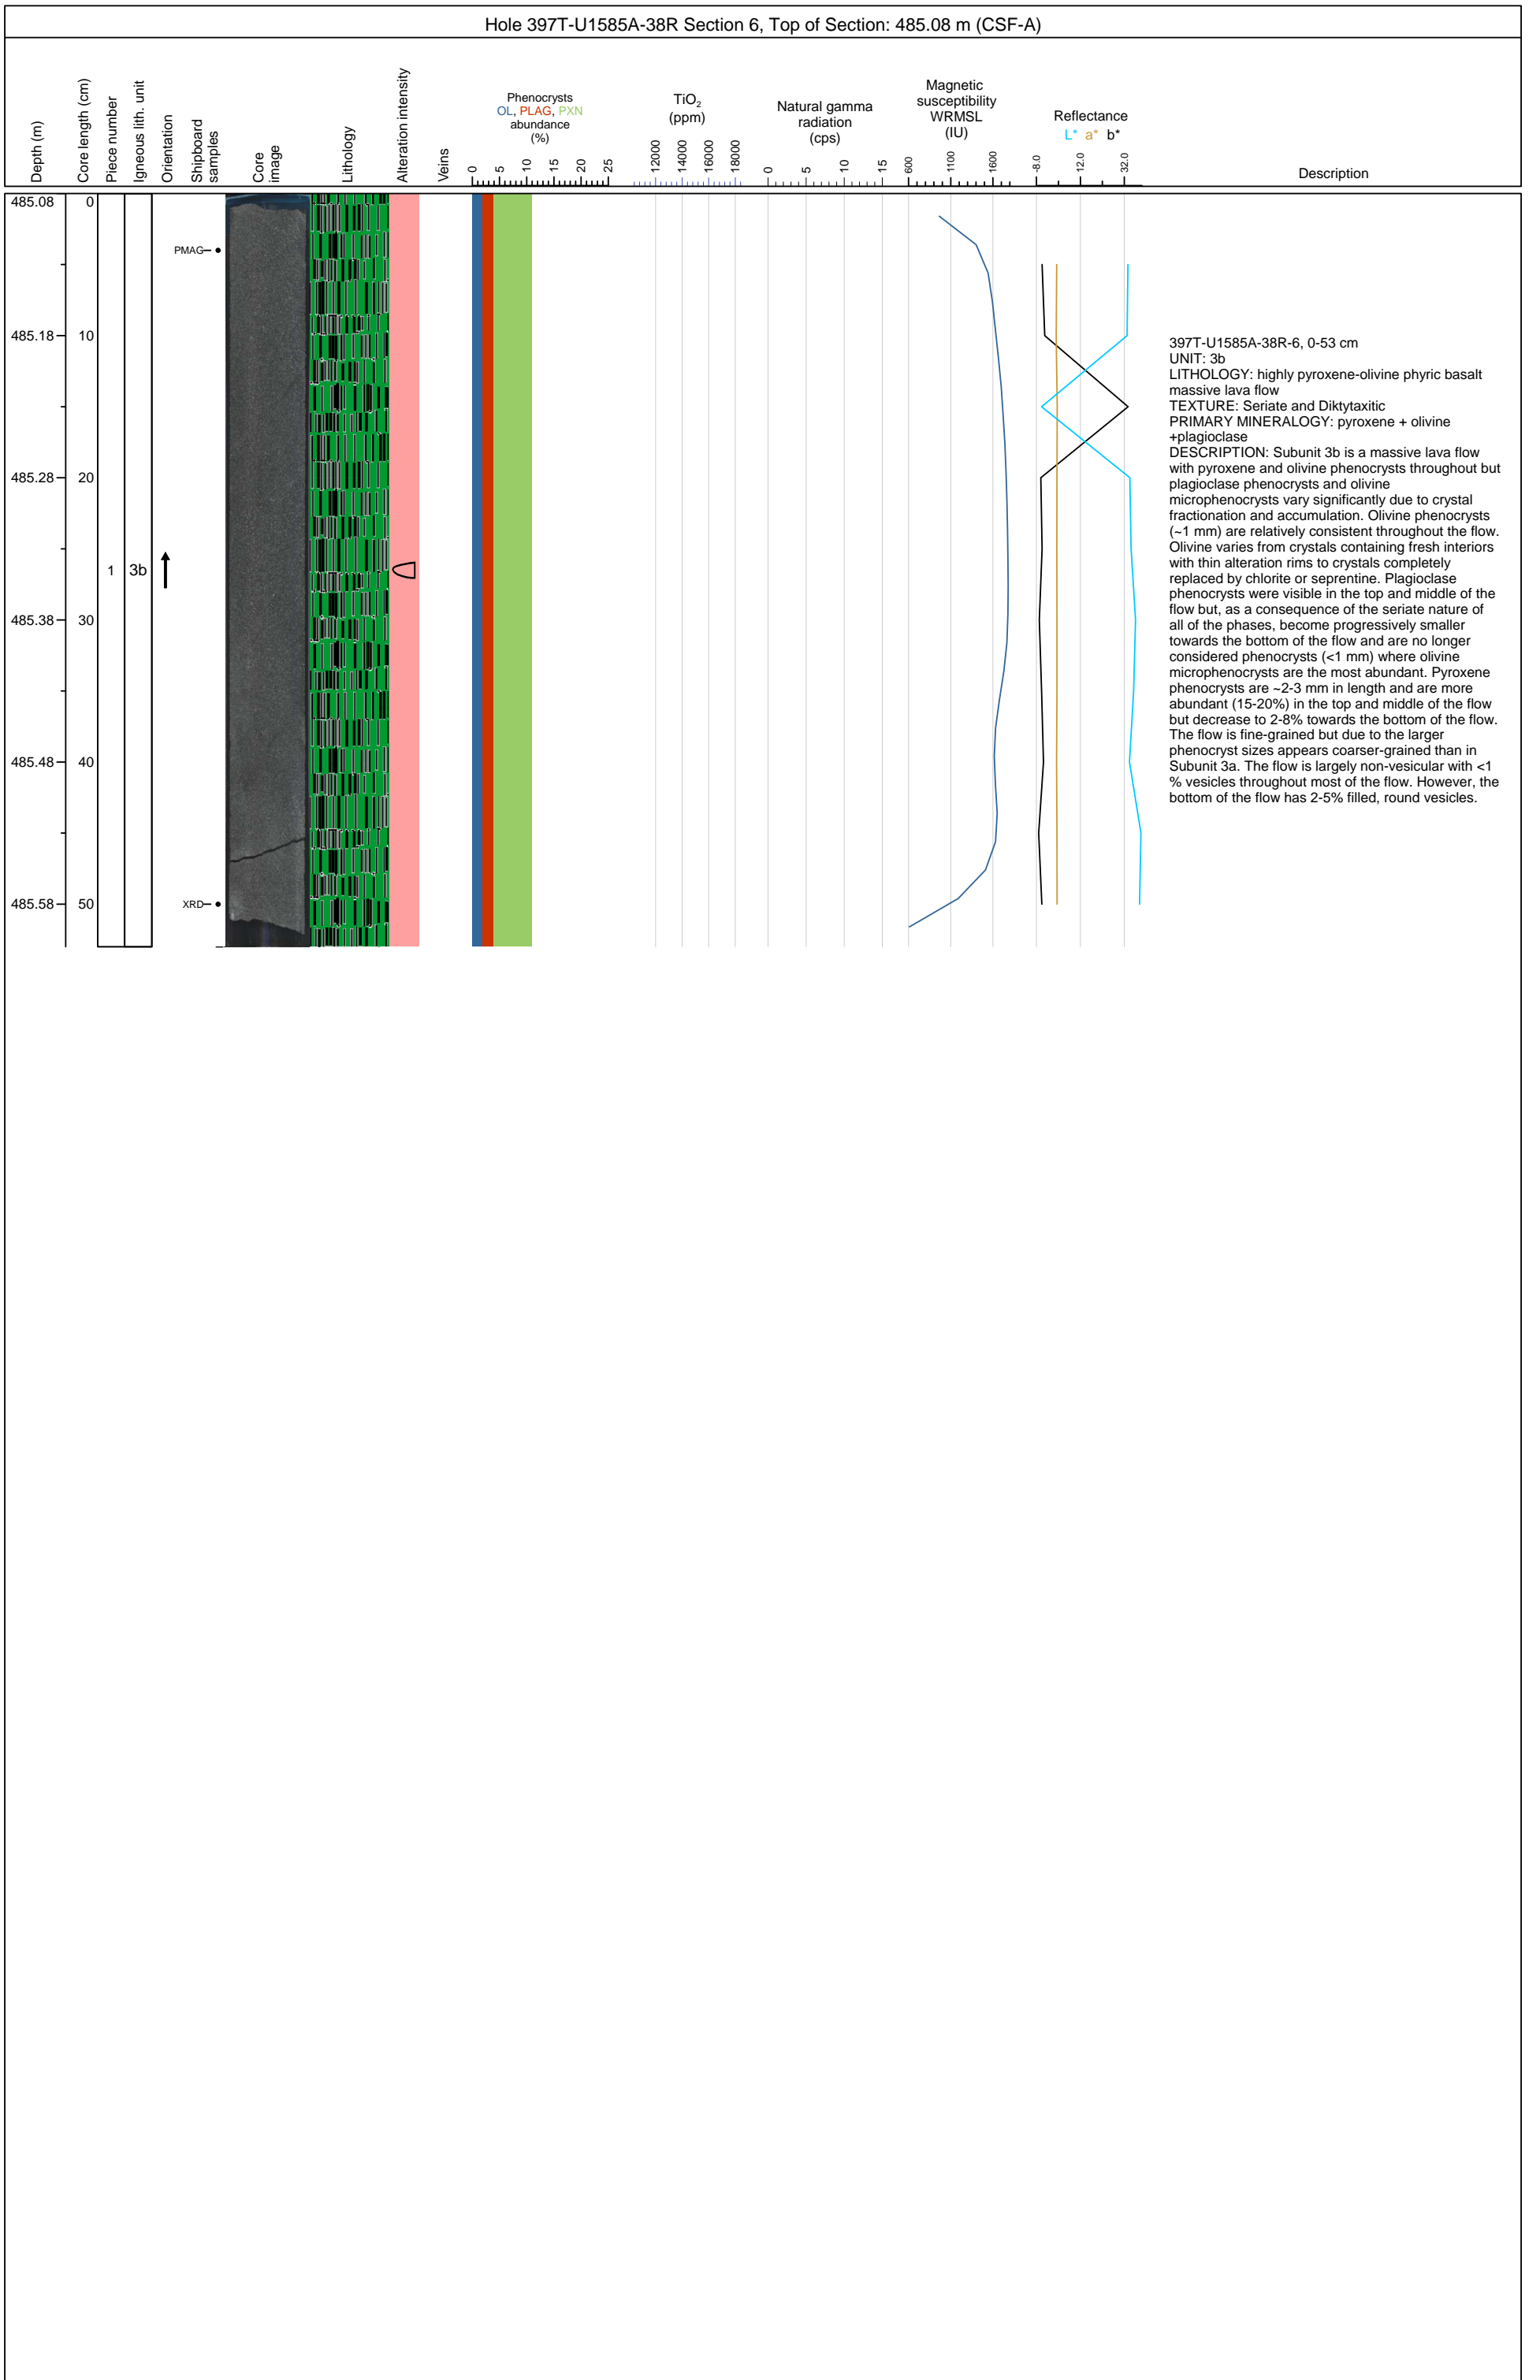 Hole 397T-U1585A-38R Section 6, Top of Section: 485.08 m (CSF-A)
Depth (m)
Core length (cm)
Piece number
Igneous lith. unit
Orientation
Shipboard
samples
Core
image
Lithology
Alteration intensity
Veins
Phenocrysts
OL, PLAG, PXN
abundance
(%)
0 5 10 15 20 25
TiO2
(ppm)
12000 14000 16000 18000
Natural gamma
radiation
(cps)
0 5 10 15
Magnetic
susceptibility
WRMSL
(IU)
600 1100 1600
Reflectance
L* a* b*
-8.0 12.0 32.0
Description
485.08 0
PMAG
485.18 10
485.28 20
1 3b
485.38 30
485.48 40
485.58 50
XRD
397T-U1585A-38R-6, 0-53 cm
UNIT: 3b
LITHOLOGY: highly pyroxene-olivine phyric basalt
massive lava flow
TEXTURE: Seriate and Diktytaxitic
PRIMARY MINERALOGY: pyroxene + olivine
+plagioclase
DESCRIPTION: Subunit 3b is a massive lava flow
with pyroxene and olivine phenocrysts throughout but
plagioclase phenocrysts and olivine
microphenocrysts vary significantly due to crystal
fractionation and accumulation. Olivine phenocrysts
(~1 mm) are relatively consistent throughout the flow.
Olivine varies from crystals containing fresh interiors
with thin alteration rims to crystals completely
replaced by chlorite or seprentine. Plagioclase
phenocrysts were visible in the top and middle of the
flow but, as a consequence of the seriate nature of
all of the phases, become progressively smaller
towards the bottom of the flow and are no longer
considered phenocrysts (<1 mm) where olivine
microphenocrysts are the most abundant. Pyroxene
phenocrysts are ~2-3 mm in length and are more
abundant (15-20%) in the top and middle of the flow
but decrease to 2-8% towards the bottom of the flow.
The flow is fine-grained but due to the larger
phenocryst sizes appears coarser-grained than in
Subunit 3a. The flow is largely non-vesicular with <1
% vesicles throughout most of the flow. However, the
bottom of the flow has 2-5% filled, round vesicles.